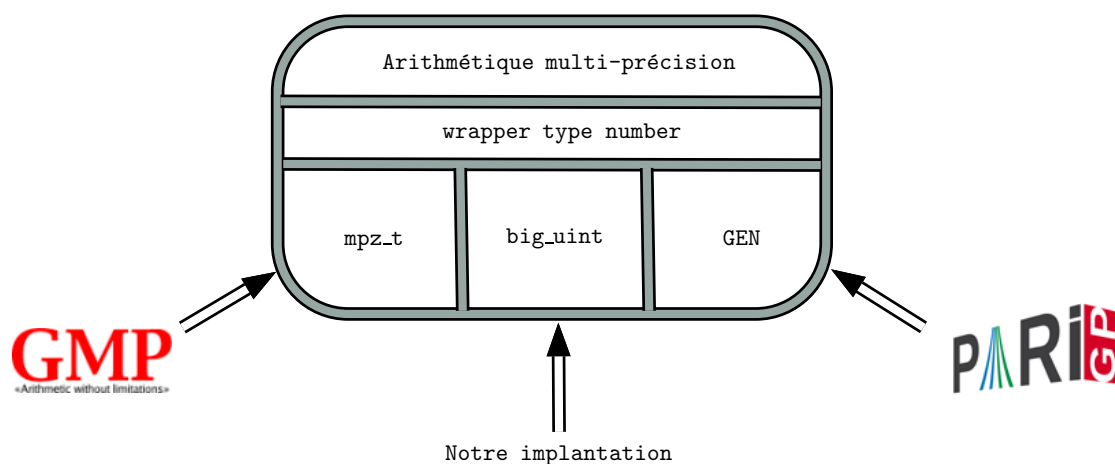 Arithmétique multi-précision
wrapper type number
mpz_t
big_uint
GEN
GMP
«Arithmetic without limitations»
PARi
GP
Notre implantation